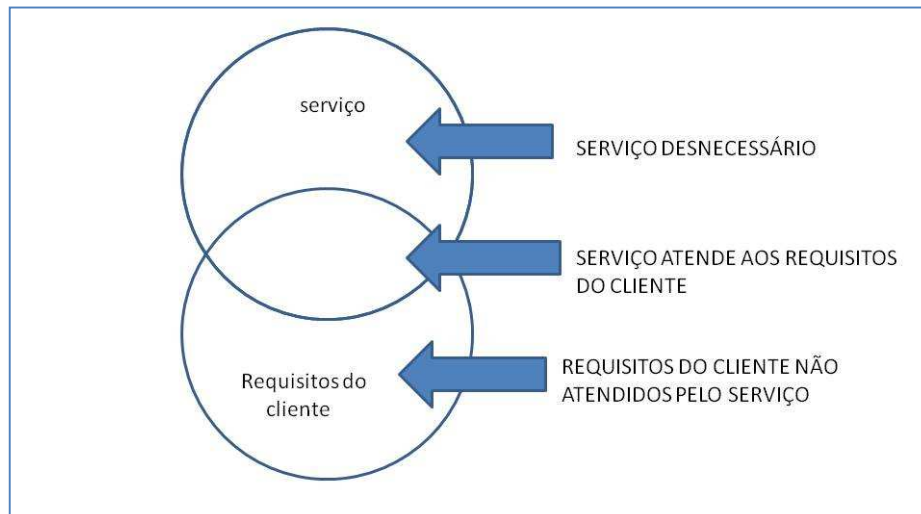 serviço
SERVIÇO DESNECESSÁRIO
SERVIÇO ATENDE AOS REQUISITOS
DO CLIENTE
REQUISITOS DO CLIENTE NÃO
ATENDIDOS PELO SERVIÇO
Requisitos do
cliente